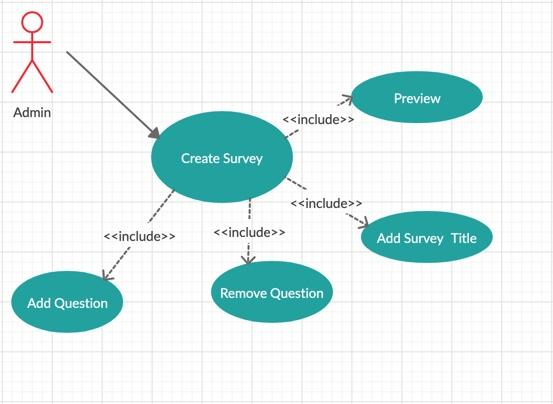 Admin
Preview
<<include>>
Create Survey
<<include>>
Add Survey Title
<<include>>
<<include>>
Add Question
Remove Question